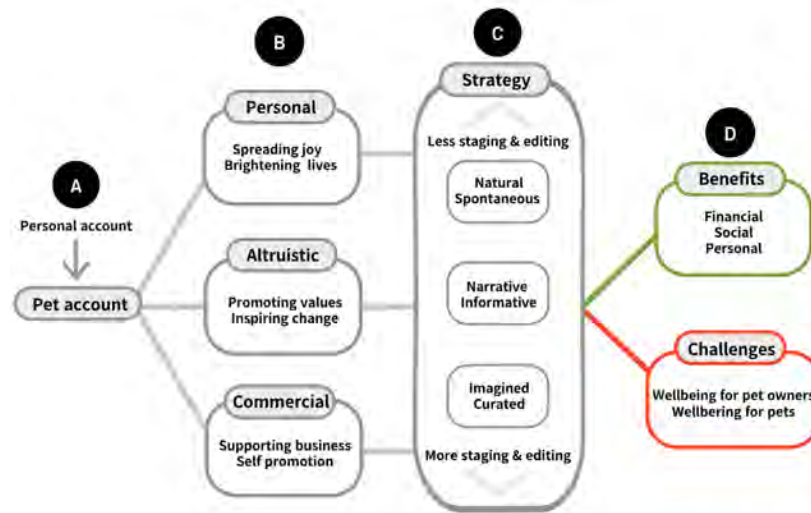 A
Personal account
Pet account
B
Personal
Spreading joy
Brightening lives
Altruistic
Promoting values
Inspiring change
Commercial
Supporting business
Self promotion
C
Strategy
Less staging & editing
Natural
Spontaneous
Narrative
Informative
Imagined
Curated
More staging & editing
D
Benefits
Financial
Social
Personal
Challenges
Wellbeing for pet owners
Wellbering for pets